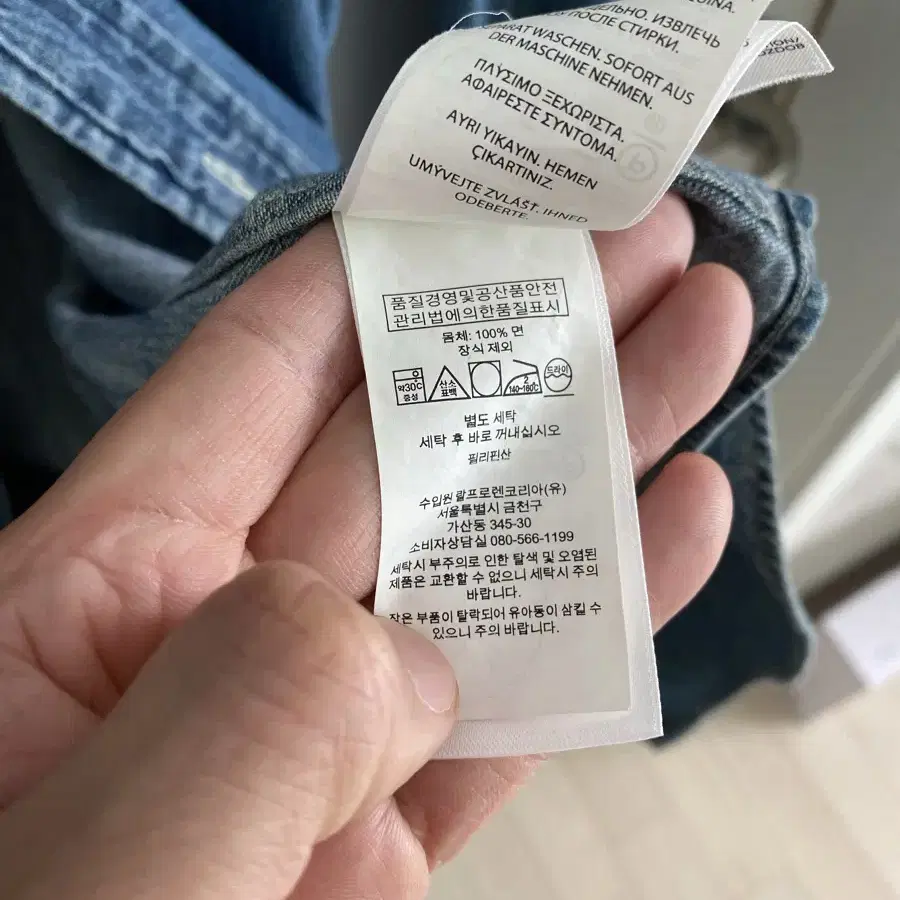 ДЕЛЬНО. ИЗВЛЕЧЬ
ПОСЛЕ СТИРКИ.
WASCHEN. SOFORT AUS
DER MASCHINE NEHMEN.
ΠΛΥΣΙΜΟ ΞΕΧΩΡΙΣΤΑ.
ΑΦΑΙΡΕΣΤΕ ΣΥΝΤΟΜΑ.
AYRI YIKAYIN. HEMEN
ÇIKARTINIZ.
UMÝVEJTE ZVLÁŠŤ. IHNED
ODEBERTE.
품질경영및공산품안전
관리법에의한품질표시
몸체: 100% 면
장식 제외
약30℃
중성
산소
표백
2
140~160℃
드라이
별도 세탁
세탁 후 바로 꺼내십시오
필리핀산
수입원 랄프로렌코리아(유)
서울특별시 금천구
가산동 345-30
소비자상담실 080-566-1199
세탁시 부주의로 인한 탈색 및 오염된
제품은 교환할 수 없으니 세탁시 주의
바랍니다.
작은 부품이 탈락되어 유아동이 삼킬 수
있으니 주의 바랍니다.